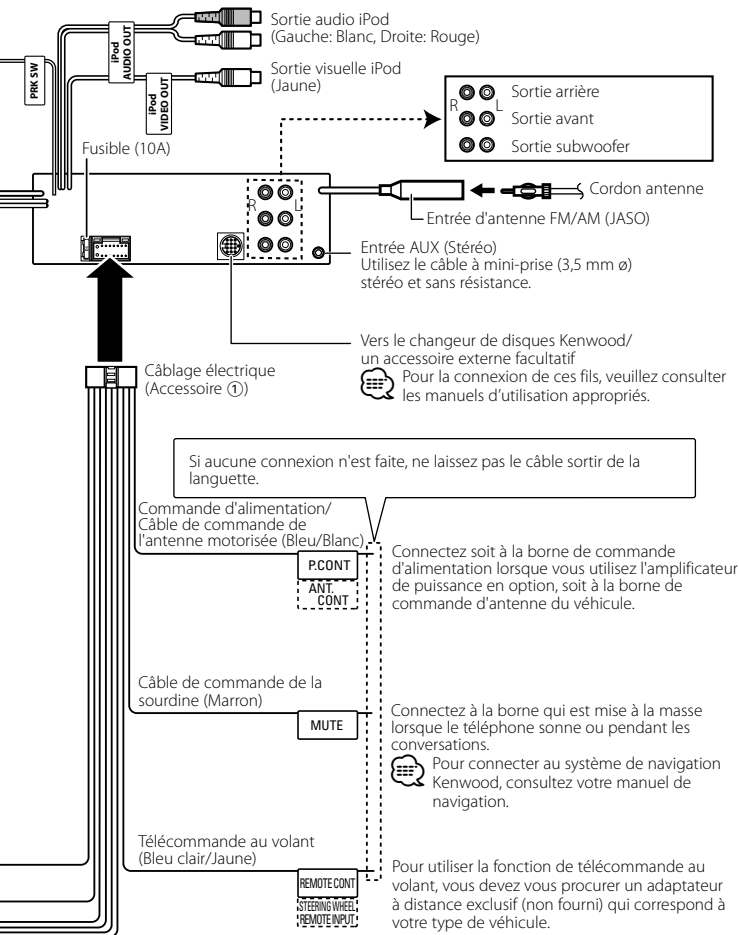 Sortie audio iPod
(Gauche: Blanc, Droite: Rouge)
iPod
AUDIO OUT
Sortie visuelle iPod
(Jaune)
iPod
VIDEO OUT
PRK SW
Sortie arrière
R L
Sortie avant
Sortie subwoofer
Fusible (10A)
R L
Cordon antenne
Entrée d'antenne FM/AM (JASO)
Entrée AUX (Stéréo)
Utilisez le câble à mini-prise (3,5 mm ø)
stéréo et sans résistance.
Vers le changeur de disques Kenwood/
un accessoire externe facultatif
Pour la connexion de ces fils, veuillez consulter
les manuels d'utilisation appropriés.
Câblage électrique
(Accessoire ①)
Si aucune connexion n'est faite, ne laissez pas le câble sortir de la
languette.
Commande d'alimentation/
Câble de commande de
l'antenne motorisée (Bleu/Blanc)
P.CONT
ANT.
CONT
Connectez soit à la borne de commande
d'alimentation lorsque vous utilisez l'amplificateur
de puissance en option, soit à la borne de
commande d'antenne du véhicule.
Câble de commande de la
sourdine (Marron)
MUTE
Connectez à la borne qui est mise à la masse
lorsque le téléphone sonne ou pendant les
conversations.
Pour connecter au système de navigation
Kenwood, consultez votre manuel de
navigation.
Télécommande au volant
(Bleu clair/Jaune)
REMOTE CONT
STEERING WHEEL
REMOTE INPUT
Pour utiliser la fonction de télécommande au
volant, vous devez vous procurer un adaptateur
à distance exclusif (non fourni) qui correspond à
votre type de véhicule.